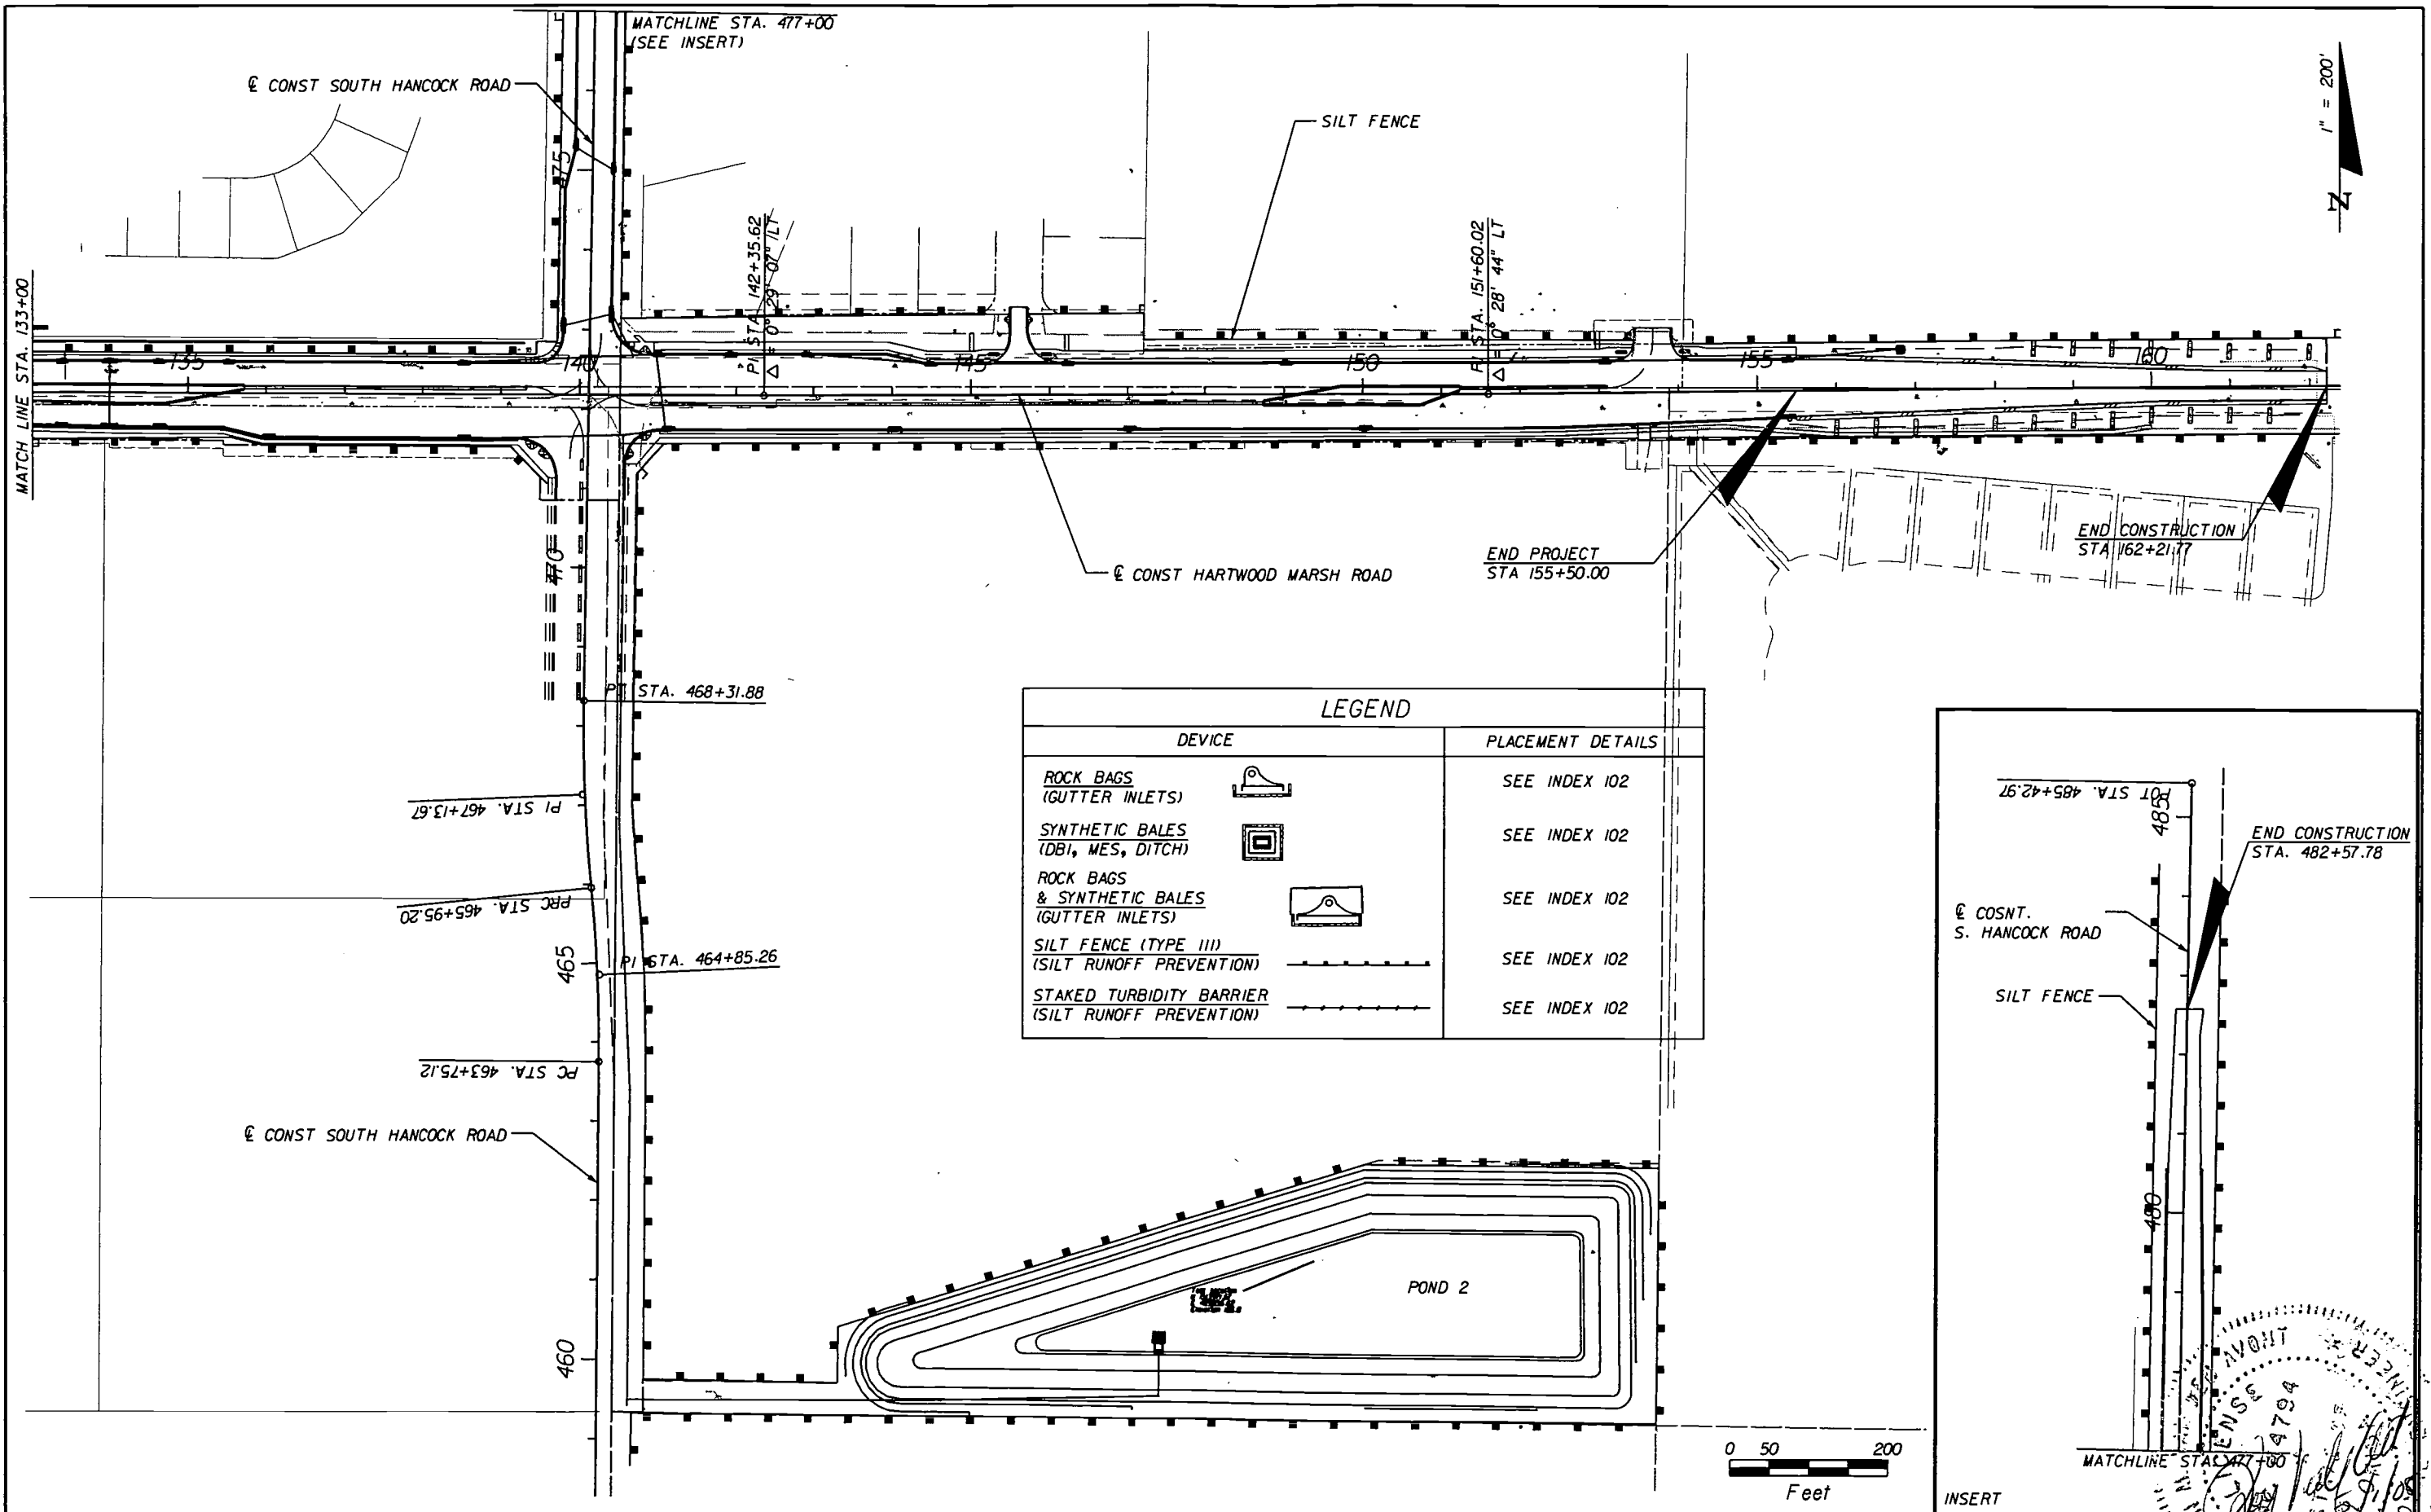 MATCHLINE STA. 477+00
(SEE INSERT)
℄ CONST SOUTH HANCOCK ROAD
SILT FENCE
1" = 200'
N
475
PI STA. 142+35.62
Δ = 0° 29' 07" LT
PI STA. 151+60.02
Δ = 0° 28' 44" LT
MATCH LINE STA. 133+00
135
140
145
150
155
160
END CONSTRUCTION
STA 162+21.77
END PROJECT
STA 155+50.00
℄ CONST HARTWOOD MARSH ROAD
470
PT STA. 468+31.88
PI STA. 467+13.67
PRC STA. 465+95.20
465
PI STA. 464+85.26
PC STA. 463+75.12
℄ CONST SOUTH HANCOCK ROAD
460
LEGEND
DEVICE
PLACEMENT DETAILS
ROCK BAGS
(GUTTER INLETS)
SEE INDEX 102
SYNTHETIC BALES
(DBI, MES, DITCH)
SEE INDEX 102
ROCK BAGS
& SYNTHETIC BALES
(GUTTER INLETS)
SEE INDEX 102
SILT FENCE (TYPE III)
(SILT RUNOFF PREVENTION)
SEE INDEX 102
STAKED TURBIDITY BARRIER
(SILT RUNOFF PREVENTION)
SEE INDEX 102
POND 2
0 50 200
Feet
POT STA. 485+42.97
485
END CONSTRUCTION
STA. 482+57.78
℄ COSNT.
S. HANCOCK ROAD
SILT FENCE
480
MATCHLINE STA. 477+00
INSERT